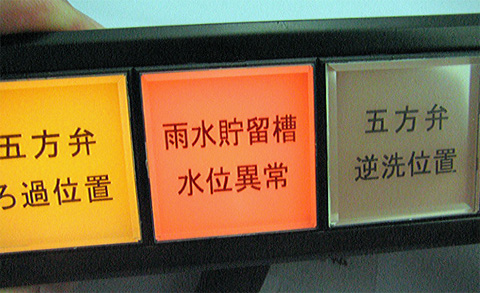 五方弁
ろ過位置
雨水貯留槽
水位異常
五方弁
逆洗位置